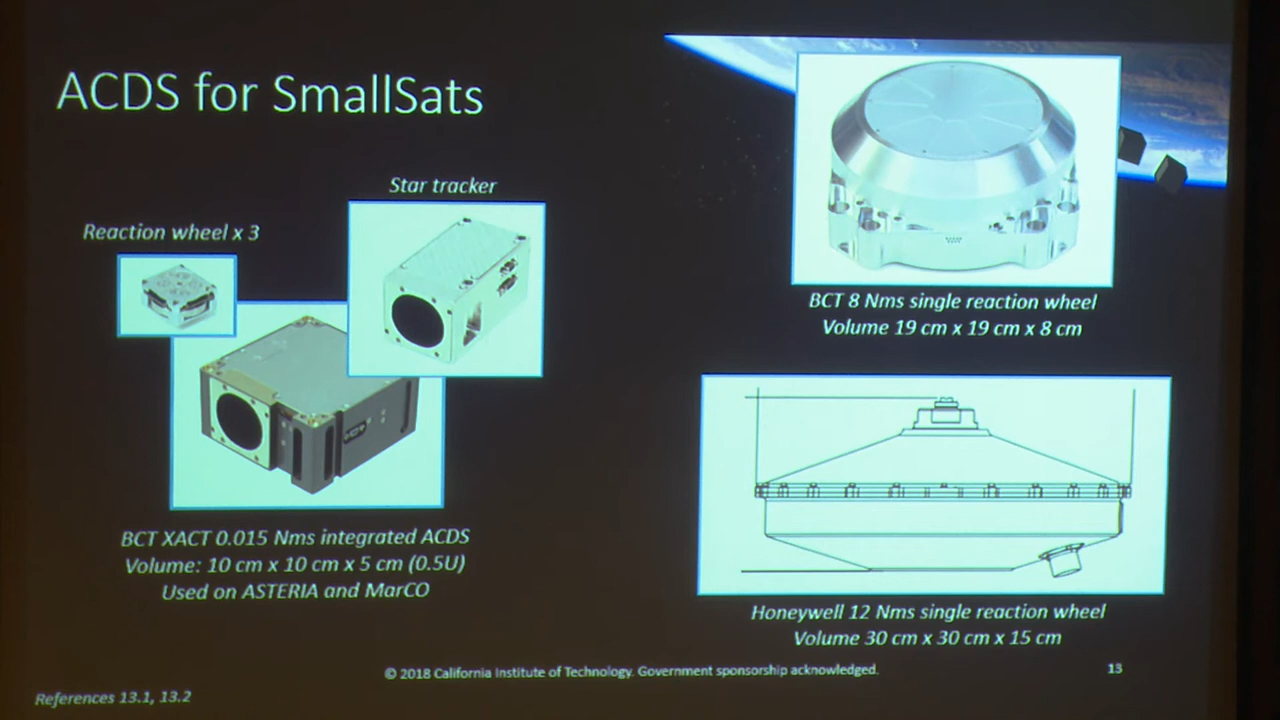 ACDS for SmallSats
Star tracker
Reaction wheel x 3
BCT 8 Nms single reaction wheel
Volume 19 cm x 19 cm x 8 cm
BCT XACT 0.015 Nms integrated ACDS
Volume: 10 cm x 10 cm x 5 cm (0.5U)
Used on ASTERIA and MarCO
Honeywell 12 Nms single reaction wheel
Volume 30 cm x 30 cm x 15 cm
© 2018 California Institute of Technology. Government sponsorship acknowledged.
13
References 13.1, 13.2